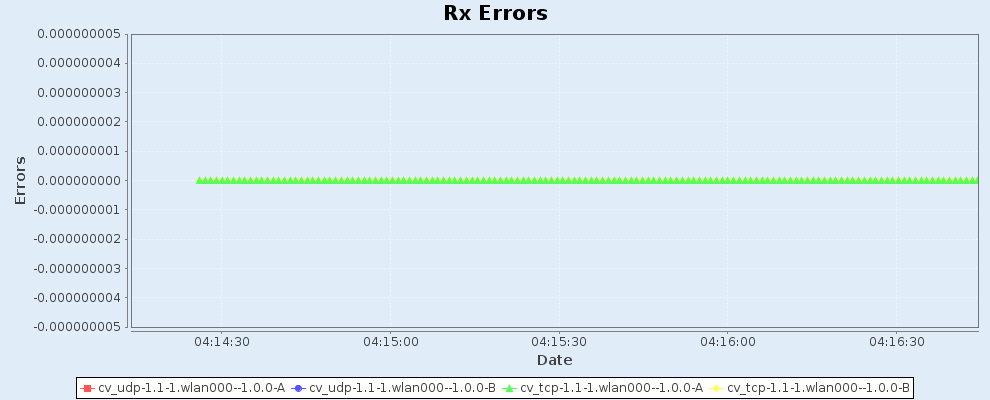 Rx Errors
0.000000005
0.000000004
0.000000003
0.000000002
0.000000001
0.000000000
-0.000000001
-0.000000002
-0.000000003
-0.000000004
-0.000000005
Errors
04:14:30 04:15:00 04:15:30 04:16:00 04:16:30
Date
cv_udp-1.1-1.wlan000--1.0.0-A cv_udp-1.1-1.wlan000--1.0.0-B cv_tcp-1.1-1.wlan000--1.0.0-A cv_tcp-1.1-1.wlan000--1.0.0-B